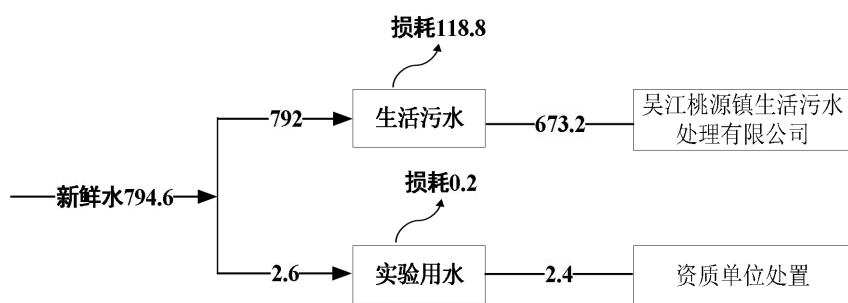 损耗118.8
792
生活污水
673.2
吴江桃源镇生活污水
处理有限公司
新鲜水794.6
损耗0.2
2.6
实验用水
2.4
资质单位处置